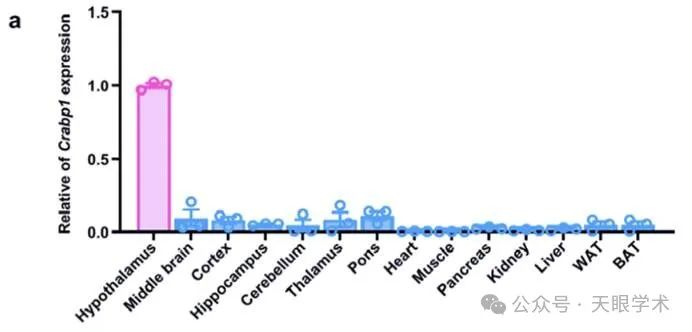 a
Relative of Crabp1 expression
1.5
1.0
0.5
0.0
Hypothalamus
Middle brain
Cortex
Hippocampus
Cerebellum
Thalamus
Pons
Heart
Muscle
Pancreas
Kidney
Liver
WAT
BAT
公众号 · 天眼学术